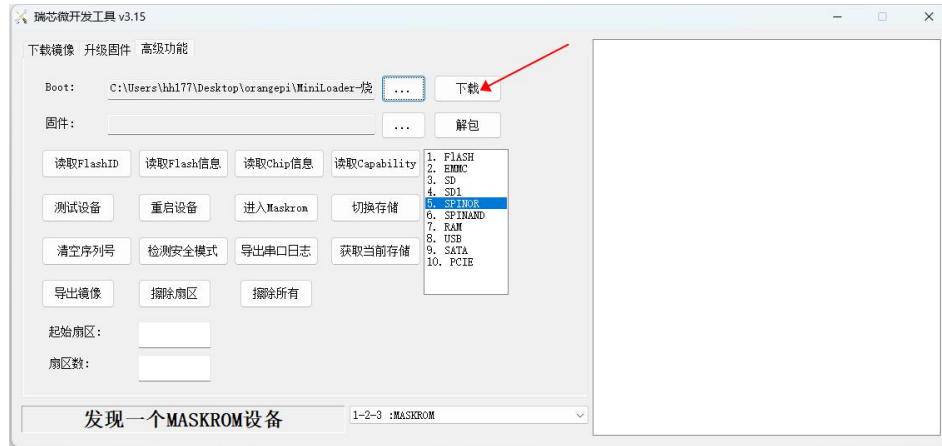 瑞芯微开发工具 v3.15
下载镜像 升级固件 高级功能
Boot: C:\Users\hh177\Desktop\orangepi\MiniLoader-烧 ... 下载
固件: ... 解包
读取FlashID 读取Flash信息 读取Chip信息 读取Capability
测试设备 重启设备 进入Maskrom 切换存储
清空序列号 检测安全模式 导出串口日志 获取当前存储
导出镜像 擦除扇区 擦除所有
1. FlASH
2. EMMC
3. SD
4. SD1
5. SPINOR
6. SPINAND
7. RAM
8. USB
9. SATA
10. PCIE
起始扇区:
扇区数:
发现一个MASKROM设备 1-2-3 :MASKROM